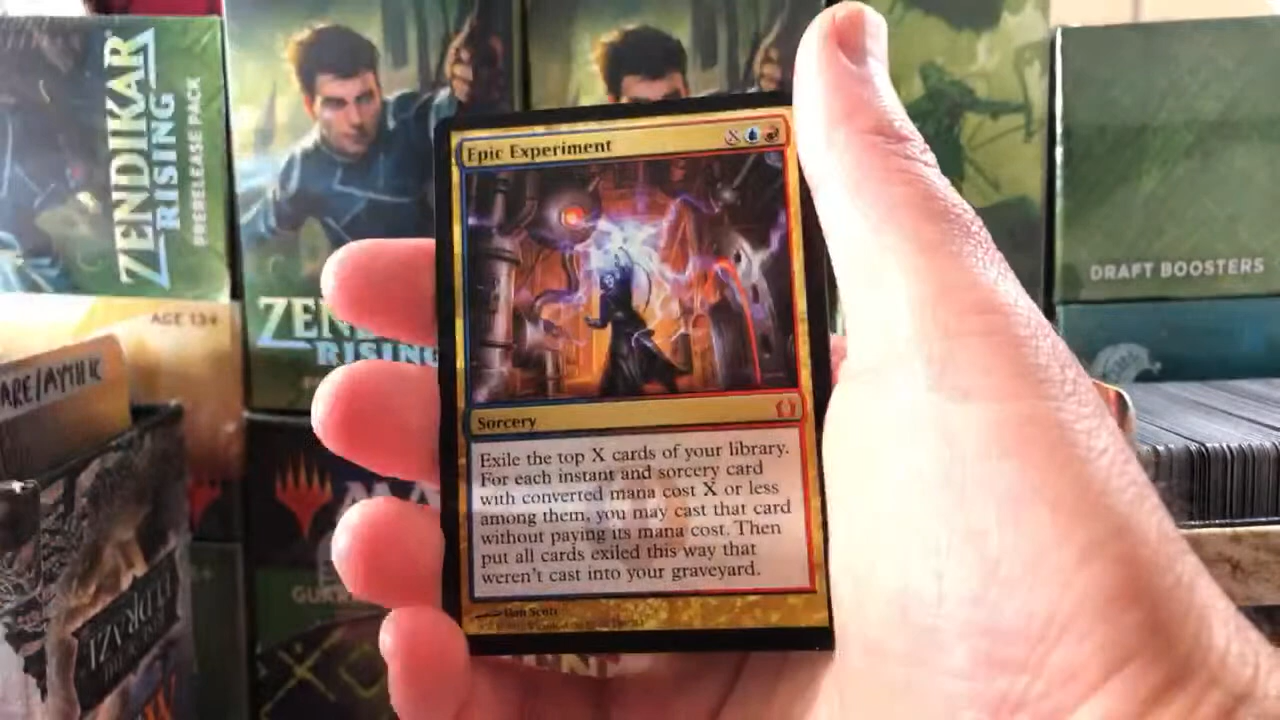 ZENDIKAR
RISING
PRERELEASE PACK
AGE 13+
ARE/MYTHIC
ZEN
RISING
DRAFT BOOSTERS
Epic Experiment
X
Sorcery
Exile the top X cards of your library.
For each instant and sorcery card
with converted mana cost X or less
among them, you may cast that card
without paying its mana cost. Then
put all cards exiled this way that
weren't cast into your graveyard.
Dan Scott